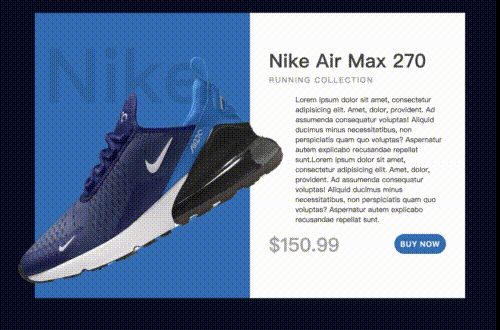 Nike
Nike Air Max 270
RUNNING COLLECTION
Lorem ipsum dolor sit amet, consectetur
adipisicing elit. Amet, dolor, provident. Ad
assumenda consequatur voluptas! Aliquid
ducimus minus necessitatibus, non
perspiciatis quam quo voluptas? Aspernatur
autem explicabo recusandae repellat
sunt.Lorem ipsum dolor sit amet,
consectetur adipisicing elit. Amet, dolor,
provident. Ad assumenda consequatur
voluptas! Aliquid ducimus minus
necessitatibus, non perspiciatis quam quo
voluptas? Aspernatur autem explicabo
recusandae repellat sunt.
$150.99
BUY NOW